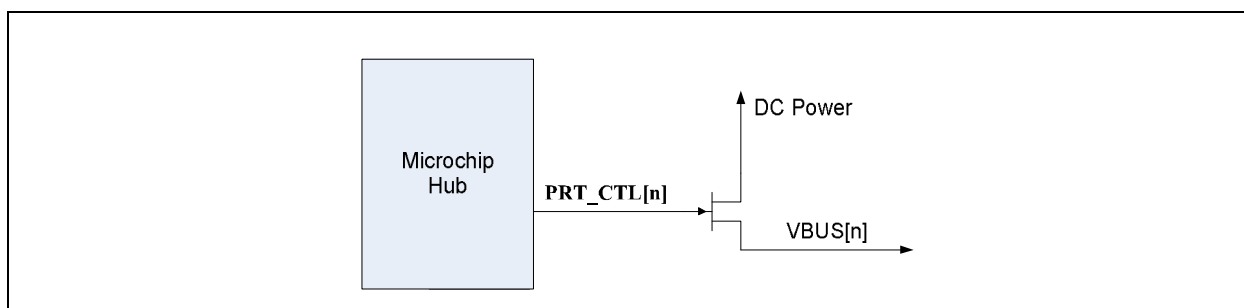 Microchip
Hub
PRT_CTL[n]
DC Power
VBUS[n]